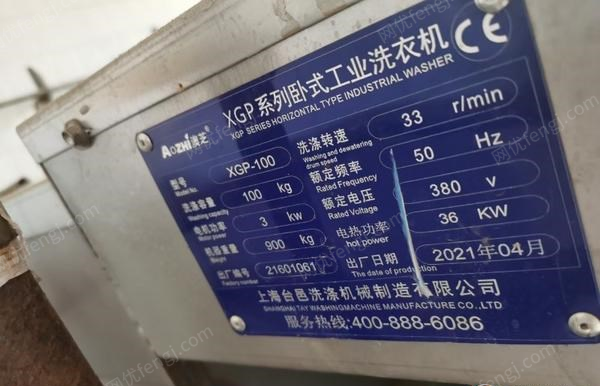 XGP系列卧式工业洗衣机
XGP SERIES HORIZONTAL TYPE INDUSTRIAL WASHER
CE
AOZHI 澳芝
型号 XGP-100
Model No.
洗涤容量 100 kg
Washing capacity
电机功率 3 kw
Motor power
机器重量 900 kg
出厂编号 21601061
Factory number
洗涤转速 33 r/min
Washing and dewatering drum speed
额定频率 50 Hz
Rated Frequency
额定电压 380 v
Rated Voltage
电热功率 36 KW
hot power
出厂日期 2021年04月
The date of production
上海台邑洗涤机械制造有限公司
SHANGHAI TAY WASHINGMACHINE MANUFACTURE CO.,LTD
服务热线:400-888-6086